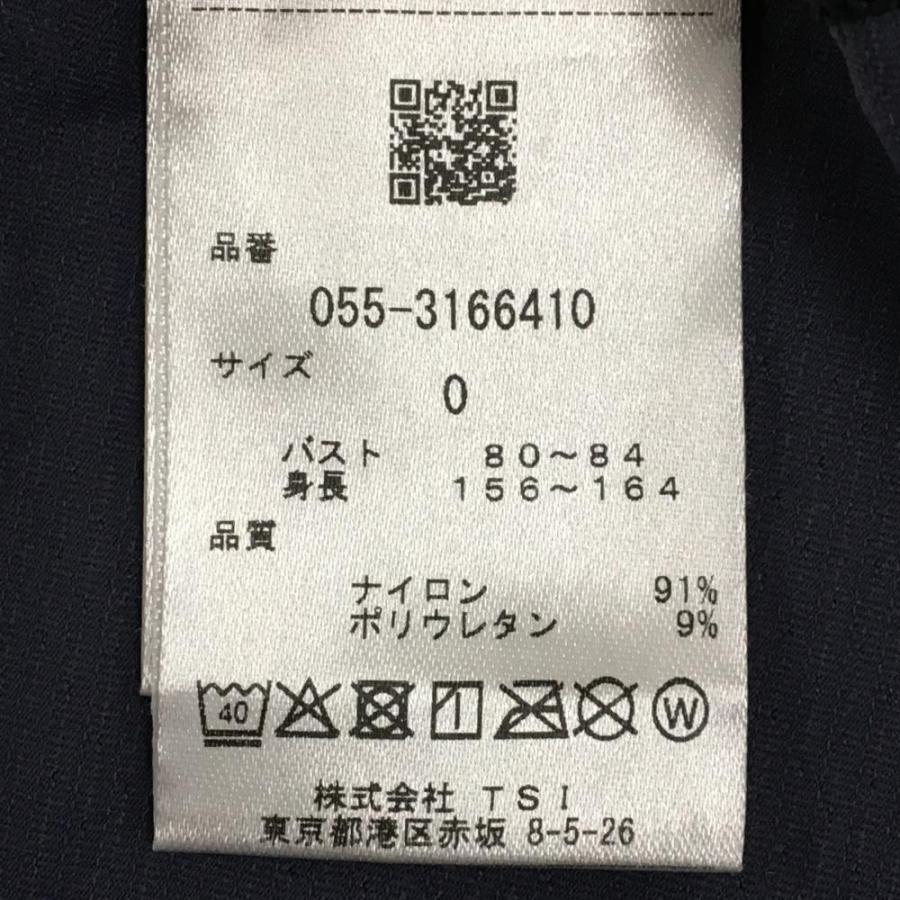 品番
055-3166410
サイズ
0
バスト 80〜84
身長 156〜164
品質
ナイロン 91%
ポリウレタン 9%
40 W
株式会社 TSI
東京都港区赤坂 8-5-26